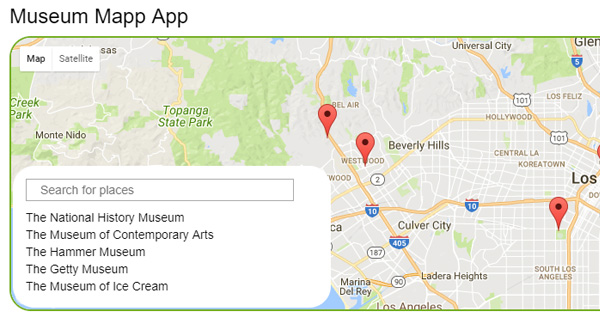 Museum Mapp App
Map Satellite
Universal City
Glen
5
Creek
Park
Topanga
State Park
Monte Nido
BEL AIR
101
101
LOS FELIZ
HOLLYWOOD
Beverly Hills
WESTWOOD
CENTRAL LA
KOREATOWN
2
Los
10
10
Culver City
405
187
90
Ladera Heights
Marina
Del Rey
SOUTH LOS
ANGELES
Los Angeles
Search for places
The National History Museum
The Museum of Contemporary Arts
The Hammer Museum
The Getty Museum
The Museum of Ice Cream